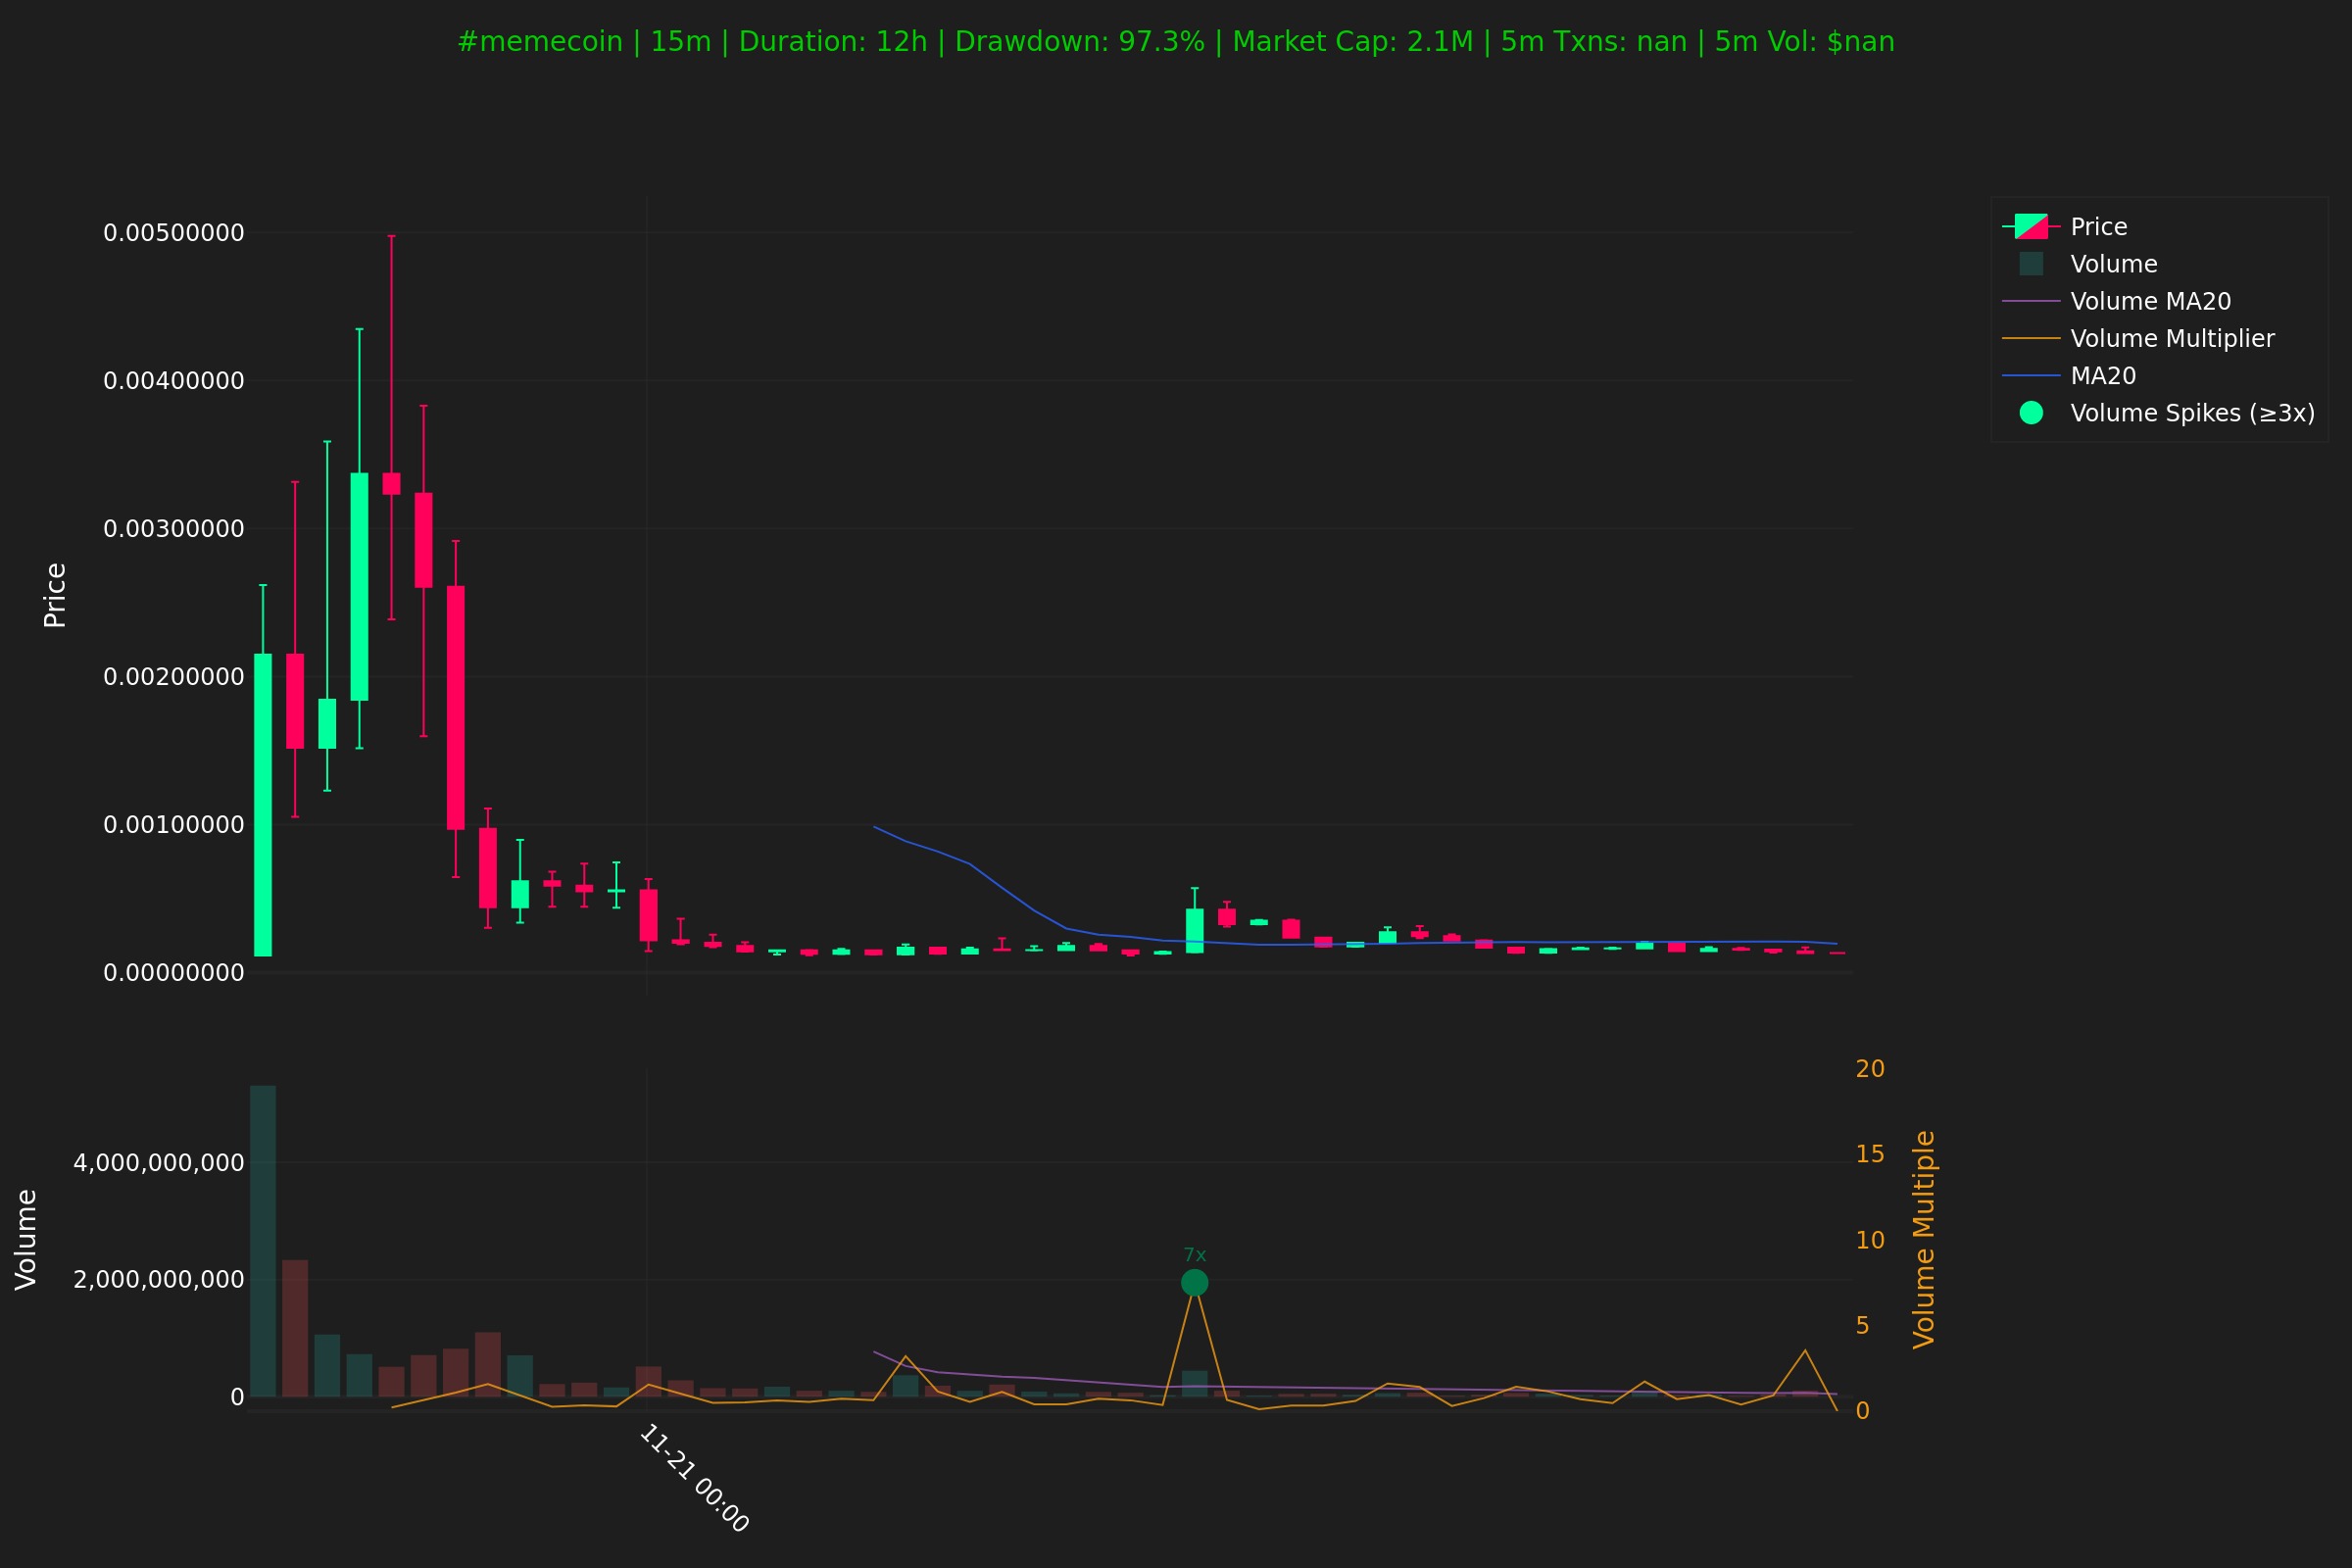 #memecoin | 15m | Duration: 12h | Drawdown: 97.3% | Market Cap: 2.1M | 5m Txns: nan | 5m Vol: $nan
Price
Volume
Volume MA20
Volume Multiplier
MA20
Volume Spikes (≥3x)
0.00500000
0.00400000
0.00300000
0.00200000
0.00100000
0.00000000
Price
4,000,000,000
2,000,000,000
0
Volume
7x
20
15
10
5
0
Volume Multiple
11-21 00:00